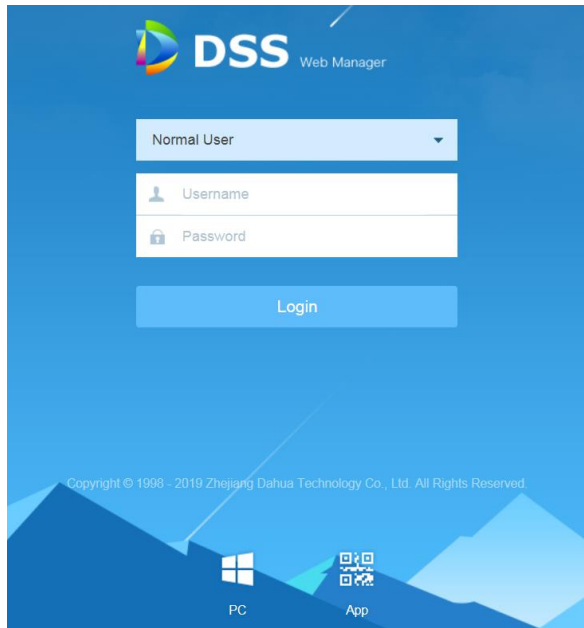 DSS Web Manager
Normal User
Username
Password
Login
Copyright © 1998 - 2019 Zhejiang Dahua Technology Co., Ltd. All Rights Reserved.
PC App